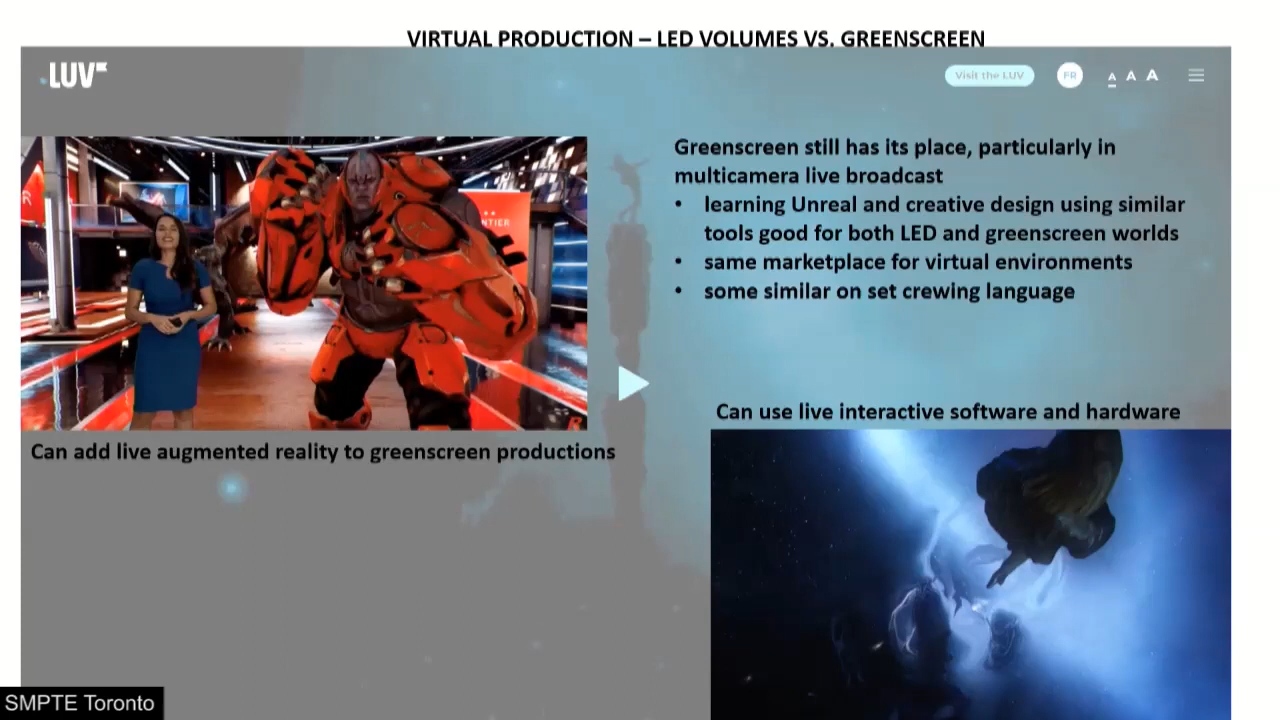 VIRTUAL PRODUCTION – LED VOLUMES VS. GREENSCREEN
LUV
Visit the LUV
FR
A A A
Greenscreen still has its place, particularly in
multicamera live broadcast
• learning Unreal and creative design using similar
tools good for both LED and greenscreen worlds
• same marketplace for virtual environments
• some similar on set crewing language
Can use live interactive software and hardware
Can add live augmented reality to greenscreen productions
SMPTE Toronto